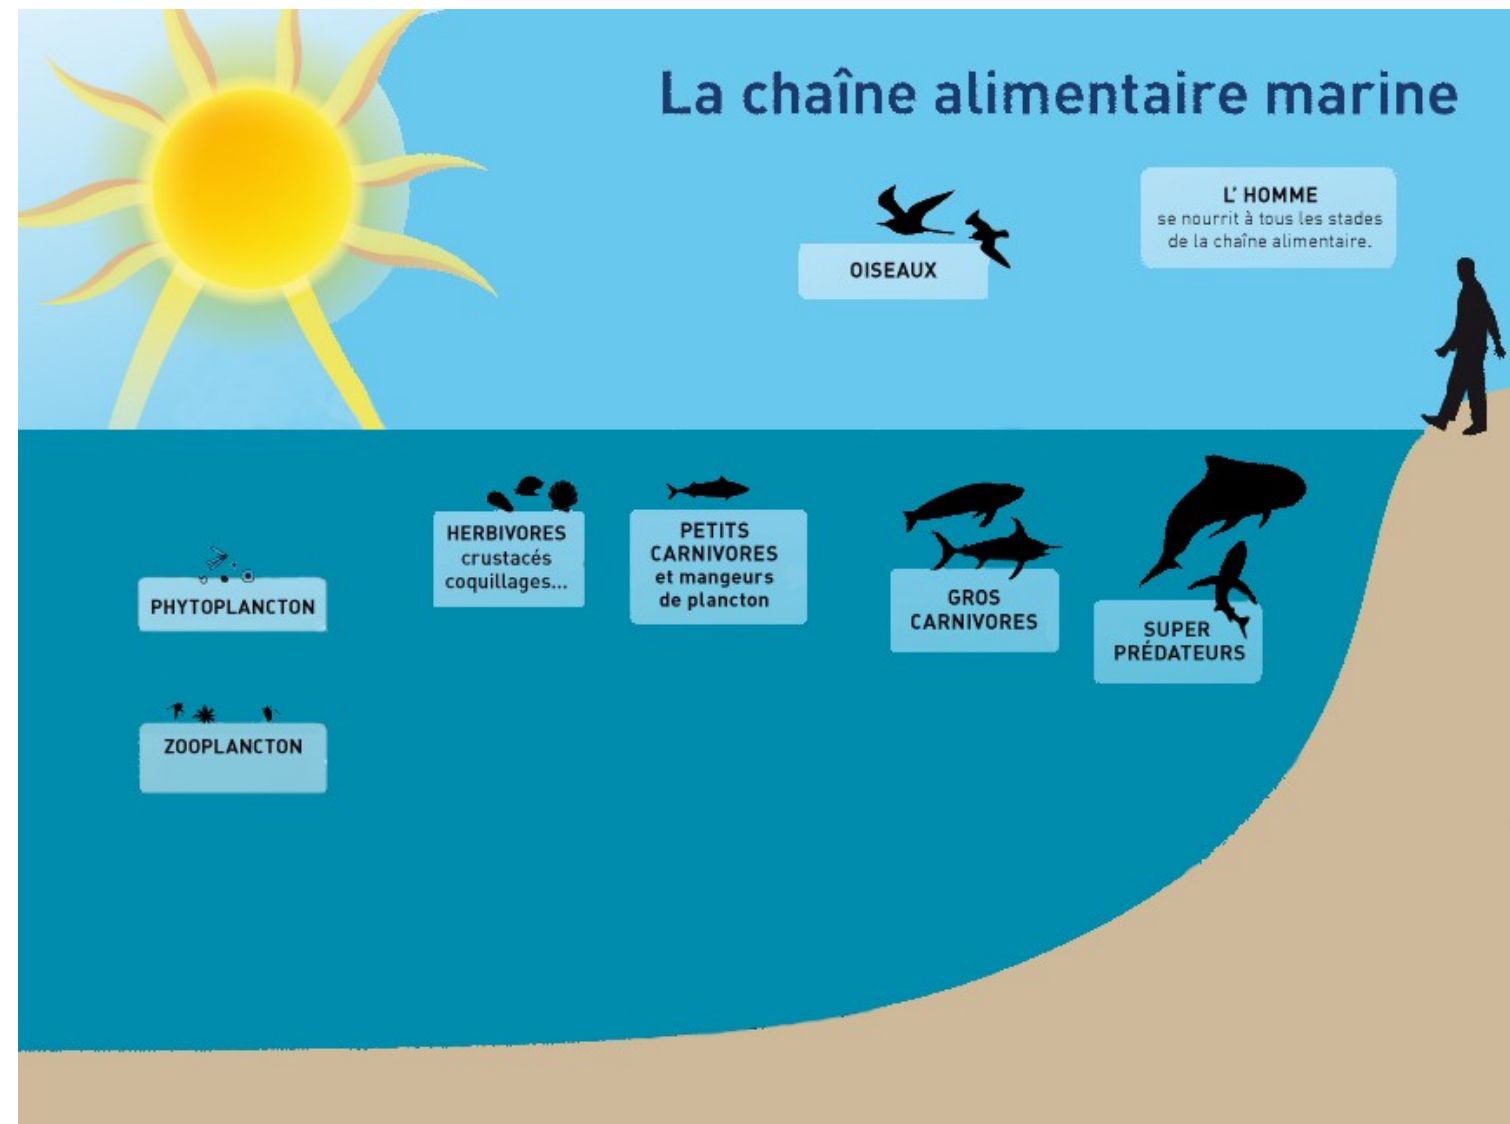 La chaîne alimentaire marine
L' HOMME
se nourrit à tous les stades
de la chaîne alimentaire.
OISEAUX
HERBIVORES
crustacés
coquillages...
PETITS
CARNIVORES
et mangeurs
de plancton
GROS
CARNIVORES
SUPER
PRÉDATEURS
PHYTOPLANCTON
ZOOPLANCTON